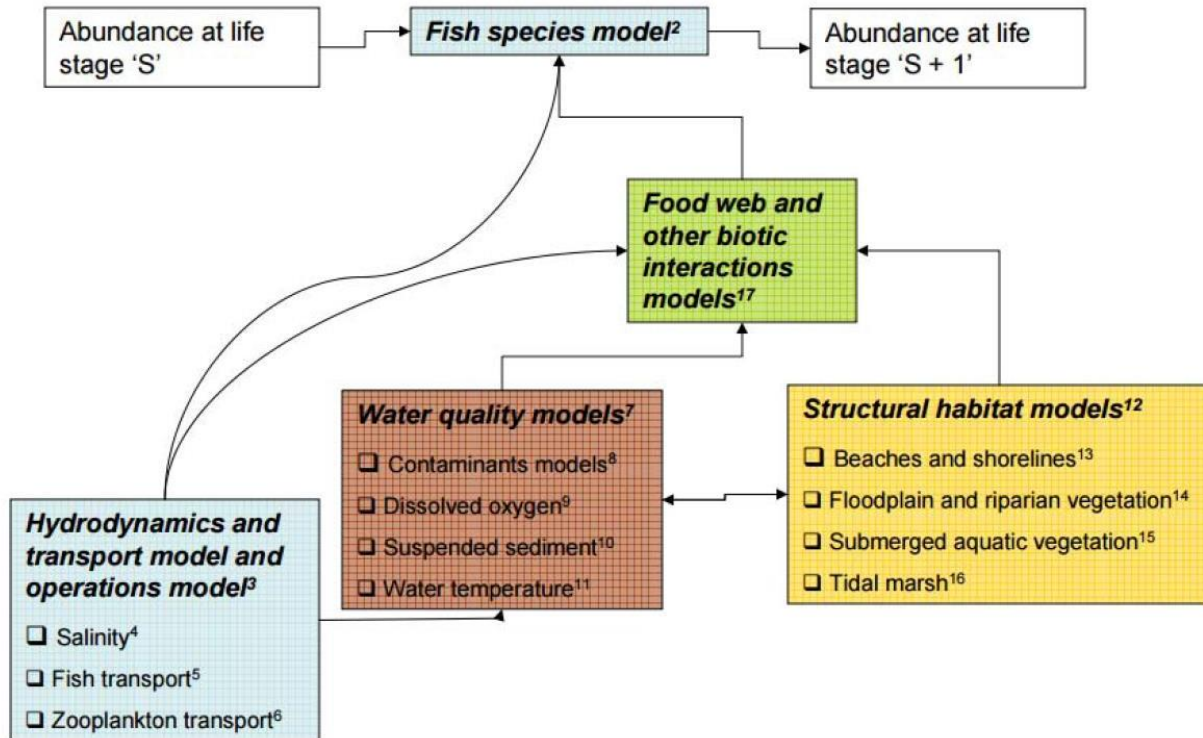 Abundance at life
stage ‘S’
Fish species model²
Abundance at life
stage ‘S + 1’
Food web and
other biotic
interactions
models¹⁷
Water quality models⁷
❑ Contaminants models⁸
❑ Dissolved oxygen⁹
❑ Suspended sediment¹⁰
❑ Water temperature¹¹
Structural habitat models¹²
❑ Beaches and shorelines¹³
❑ Floodplain and riparian vegetation¹⁴
❑ Submerged aquatic vegetation¹⁵
❑ Tidal marsh¹⁶
Hydrodynamics and
transport model and
operations model³
❑ Salinity⁴
❑ Fish transport⁵
❑ Zooplankton transport⁶